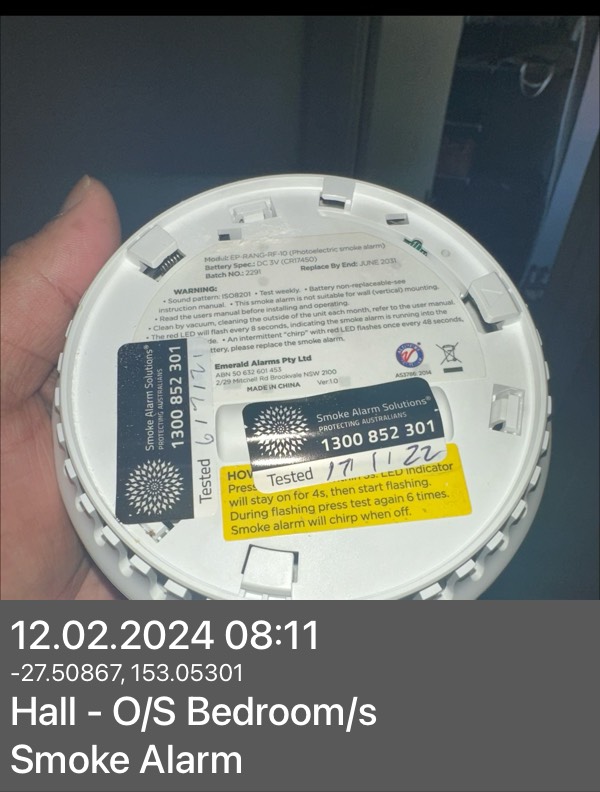 Model: EP-RANG-RF-10 (Photoelectric smoke alarm)
Battery Spec.: DC 3V (CR17450)
Batch NO.: 2291
Replace By End: JUNE 2031
WARNING:
• Sound pattern: ISO8201 • Test weekly. • Battery non-replaceable-see
instruction manual. • This smoke alarm is not suitable for wall (vertical) mounting.
• Read the users manual before installing and operating.
• Clean by vacuum, cleaning the outside of the unit each month, refer to the user manual.
• The red LED will flash every 8 seconds, indicating the smoke alarm is running into the
• An intermittent "chirp" with red LED flashes once every 48 seconds,
please replace the smoke alarm.
Emerald Alarms Pty Ltd
ABN 50 632 601 453
2/29 Mitchell Rd Brookvale NSW 2100
MADE IN CHINA Ver:1.0
AS3786:2014
Smoke Alarm Solutions®
PROTECTING AUSTRALIANS
1300 852 301
Tested
Smoke Alarm Solutions®
PROTECTING AUSTRALIANS
1300 852 301
Tested 17/1/22
HOW
Press LED indicator
will stay on for 4s, then start flashing.
During flashing press test again 6 times.
Smoke alarm will chirp when off.
12.02.2024 08:11
-27.50867, 153.05301
Hall - O/S Bedroom/s
Smoke Alarm